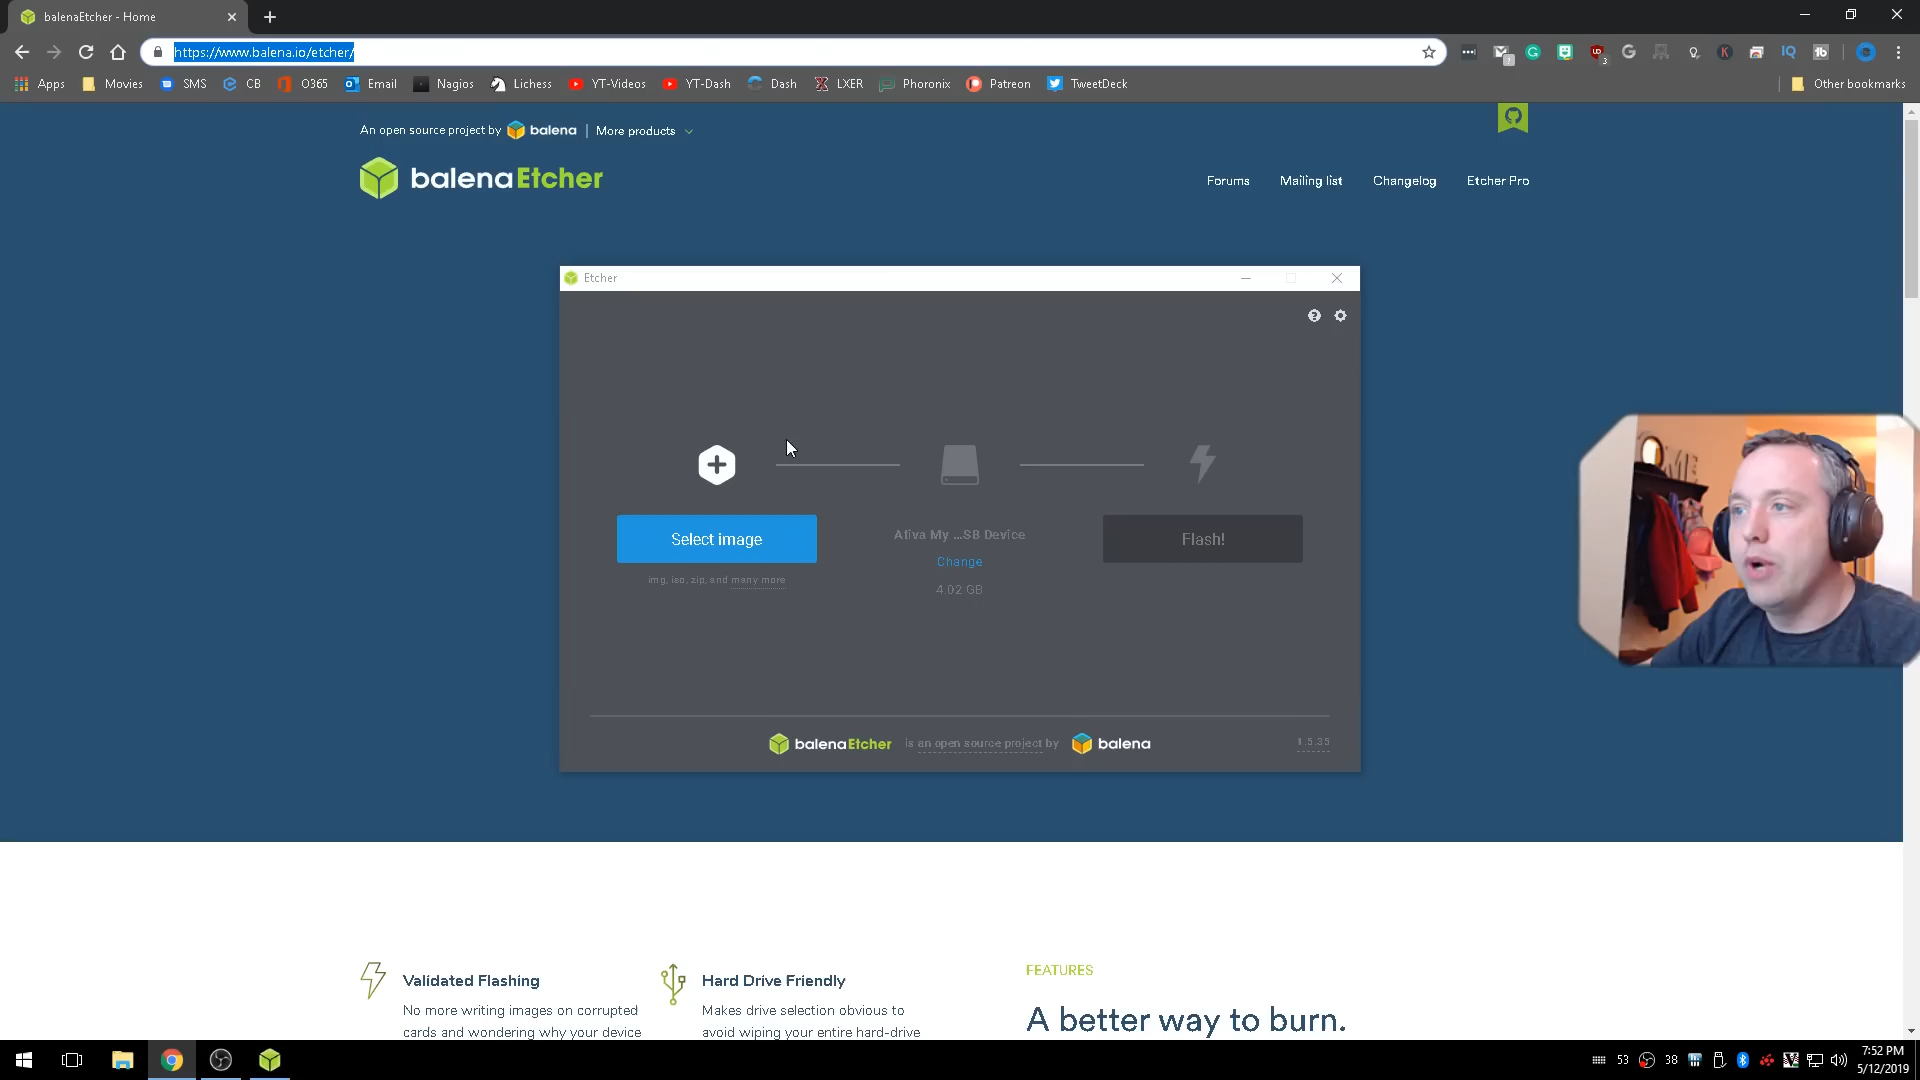 balenaEtcher - Home
https://www.balena.io/etcher/
Apps Movies SMS CB O365 Email Nagios Lichess YT-Videos YT-Dash Dash LXER Phoronix Patreon TweetDeck Other bookmarks
An open source project by balena | More products
balenaEtcher
Forums Mailing list Changelog Etcher Pro
Etcher
Select image
img, iso, zip, and many more
Ativa My ...SB Device
Change
4.02 GB
Flash!
balenaEtcher is an open source project by balena
1.5.35
Validated Flashing
No more writing images on corrupted
cards and wondering why your device
Hard Drive Friendly
Makes drive selection obvious to
avoid wiping your entire hard-drive
FEATURES
A better way to burn.
53 38
7:52 PM
5/12/2019